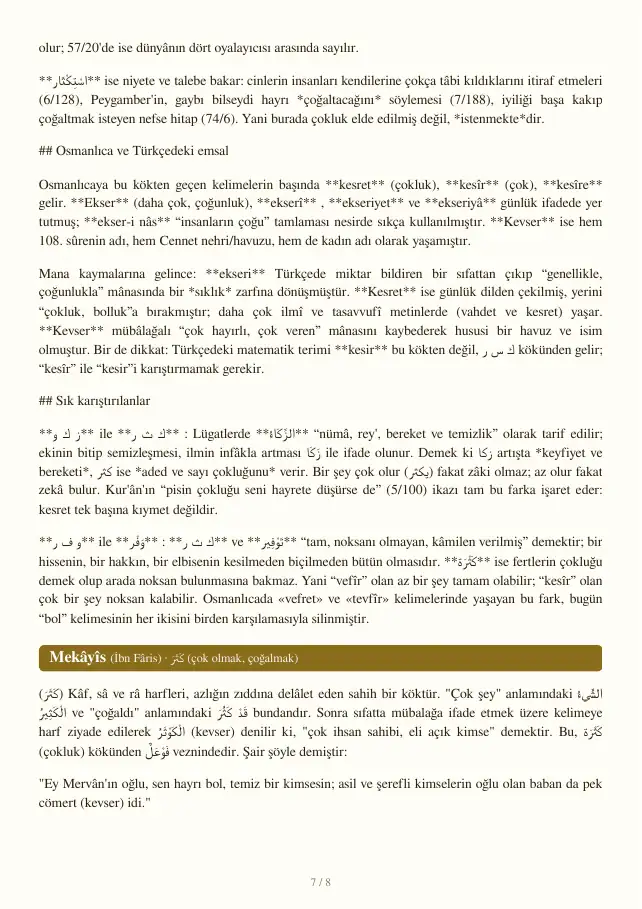 olur; 57/20'de ise dünyânın dört oyalayıcısı arasında sayılır.
**اسْتِكْثار** ise niyete ve talebe bakar: cinlerin insanları kendilerine çokça tâbi kıldıklarını itiraf etmeleri
(6/128), Peygamber'in, gaybı bilseydi hayrı *çoğaltacağını* söylemesi (7/188), iyiliği başa kakıp
çoğaltmak isteyen nefse hitap (74/6). Yani burada çokluk elde edilmiş değil, *istenmekte*dir.
## Osmanlıca ve Türkçedeki emsal
Osmanlıcaya bu kökten geçen kelimelerin başında **kesret** (çokluk), **kesîr** (çok), **kesîre**
gelir. **Ekser** (daha çok, çoğunluk), **ekserî** , **ekseriyet** ve **ekseriyâ** günlük ifadede yer
tutmuş; **ekser-i nâs** “insanların çoğu” tamlaması nesirde sıkça kullanılmıştır. **Kevser** ise hem
108. sûrenin adı, hem Cennet nehri/havuzu, hem de kadın adı olarak yaşamıştır.
Mana kaymalarına gelince: **ekseri** Türkçede miktar bildiren bir sıfattan çıkıp “genellikle,
çoğunlukla” mânasında bir *sıklık* zarfına dönüşmüştür. **Kesret** ise günlük dilden çekilmiş, yerini
“çokluk, bolluk”a bırakmıştır; daha çok ilmî ve tasavvufî metinlerde (vahdet ve kesret) yaşar.
**Kevser** mübâlağalı “çok hayırlı, çok veren” mânasını kaybederek hususi bir havuz ve isim
olmuştur. Bir de dikkat: Türkçedeki matematik terimi **kesir** bu kökten değil, ك س ر kökünden gelir;
“kesîr” ile “kesir”i karıştırmamak gerekir.
## Sık karıştırılanlar
**ز ك و** ile **ك ث ر** : Lügatlerde **الزَّكَاءُ** “nümâ, rey', bereket ve temizlik” olarak tarif edilir;
ekinin bitip semizleşmesi, ilmin infâkla artması زَكَا ile ifade olunur. Demek ki زكا artışta *keyfiyet ve
bereketi*, كثر ise *aded ve sayı çokluğunu* verir. Bir şey çok olur (يكثر) fakat zâki olmaz; az olur fakat
zekâ bulur. Kur'ân'ın “pisin çokluğu seni hayrete düşürse de” (5/100) ikazı tam bu farka işaret eder:
kesret tek başına kıymet değildir.
**و ف ر** ile **ك ث ر** : **وَفْر** ve **تَوْفِير** “tam, noksanı olmayan, kâmilen verilmiş” demektir; bir
hissenin, bir hakkın, bir elbisenin kesilmeden biçilmeden bütün olmasıdır. **كَثْرَة** ise fertlerin çokluğu
demek olup arada noksan bulunmasına bakmaz. Yani “vefîr” olan az bir şey tamam olabilir; “kesîr” olan
çok bir şey noksan kalabilir. Osmanlıcada «vefret» ve «tevfîr» kelimelerinde yaşayan bu fark, bugün
“bol” kelimesinin her ikisini birden karşılamasıyla silinmiştir.
Mekâyîs (İbn Fâris) · كَثَرَ (çok olmak, çoğalmak)
(كَثَرَ) Kâf, sâ ve râ harfleri, azlığın zıddına delâlet eden sahih bir köktür. "Çok şey" anlamındaki الشَّيءُ
الْكَثِيرُ ve "çoğaldı" anlamındaki قَدْ كَثُرَ bundandır. Sonra sıfatta mübalağa ifade etmek üzere kelimeye
harf ziyade edilerek الْكَوْثَرُ (kevser) denilir ki, "çok ihsan sahibi, eli açık kimse" demektir. Bu, كَثْرَة
(çokluk) kökünden فَوْعَلٌ veznindedir. Şair şöyle demiştir:
"Ey Mervân'ın oğlu, sen hayrı bol, temiz bir kimsesin; asil ve şerefli kimselerin oğlu olan baban da pek
cömert (kevser) idi."
7 / 8